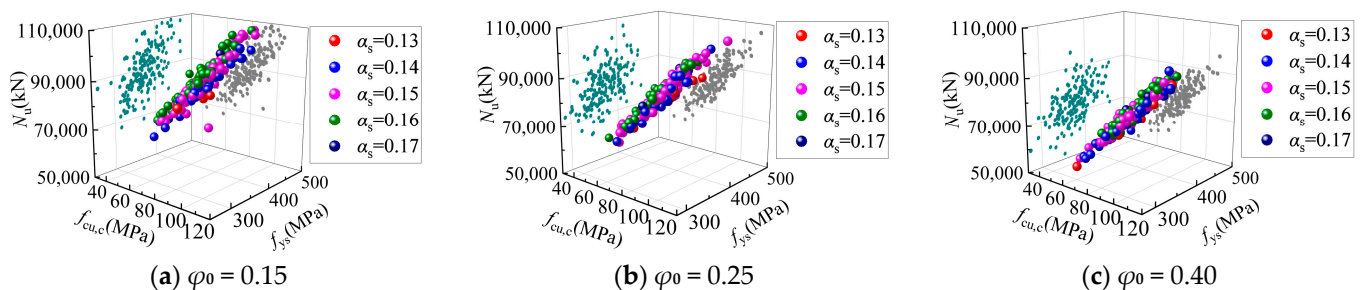 110,000
90,000
70,000
50,000
Nu(kN)
40
60
80
100
120
fcu,c(MPa)
300
400
500
fys(MPa)
αs=0.13
αs=0.14
αs=0.15
αs=0.16
αs=0.17
(a) φ0 = 0.15
110,000
90,000
70,000
50,000
Nu(kN)
40
60
80
100
120
fcu,c(MPa)
300
400
500
fys(MPa)
αs=0.13
αs=0.14
αs=0.15
αs=0.16
αs=0.17
(b) φ0 = 0.25
110,000
90,000
70,000
50,000
Nu(kN)
40
60
80
100
120
fcu,c(MPa)
300
400
500
fys(MPa)
αs=0.13
αs=0.14
αs=0.15
αs=0.16
αs=0.17
(c) φ0 = 0.40